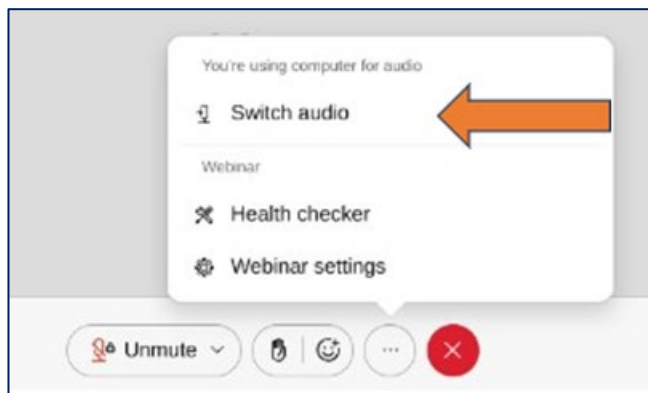 You're using computer for audio
Switch audio
Webinar
Health checker
Webinar settings
Unmute